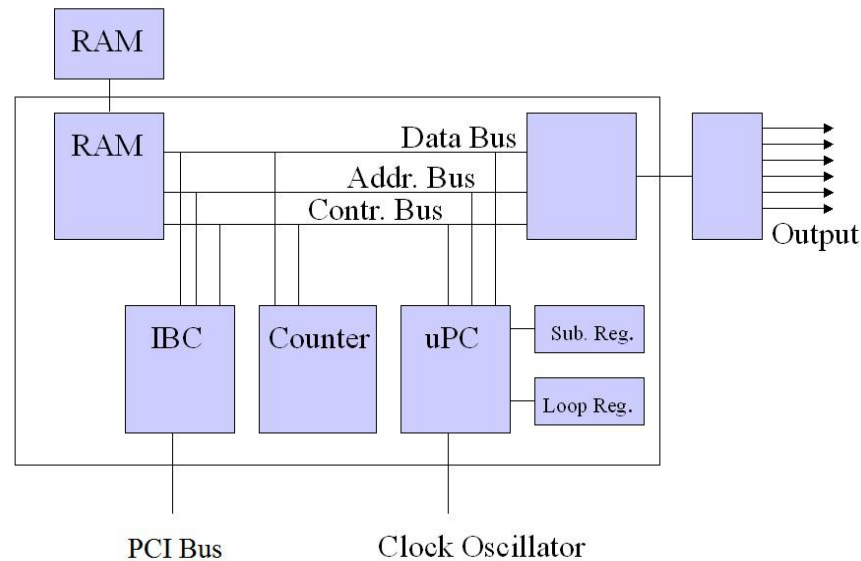 RAM
RAM
Data Bus
Addr. Bus
Contr. Bus
Output
IBC
Counter
uPC
Sub. Reg.
Loop Reg.
PCI Bus
Clock Oscillator